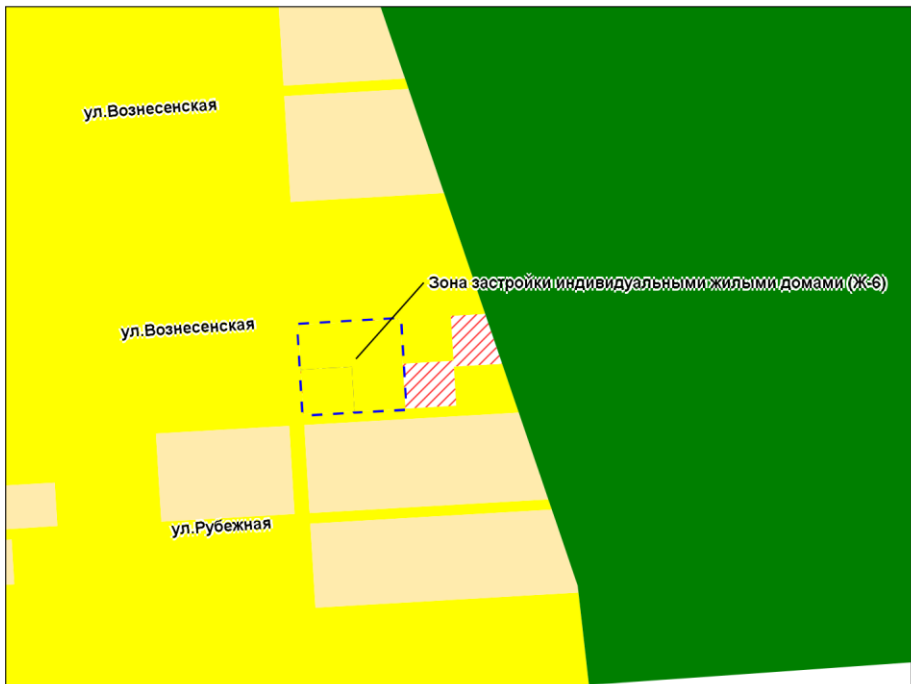 ул.Вознесенская
Зона застройки индивидуальными жилыми домами (Ж-6)
ул.Вознесенская
ул.Рубежная